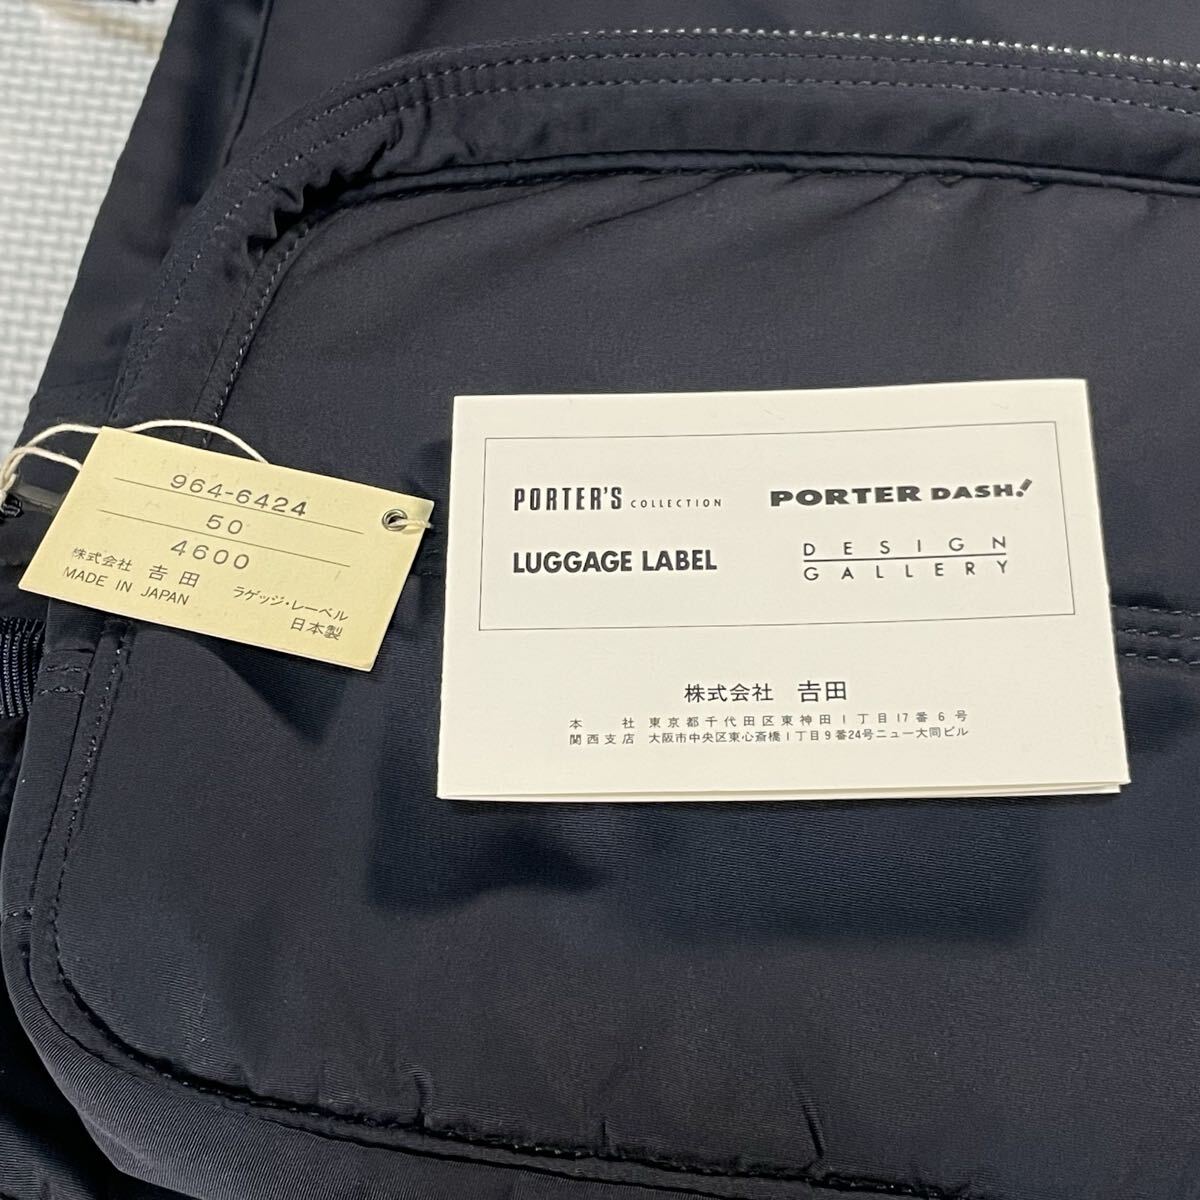 964-6424
50
4600
株式会社 吉田 ラゲッジ・レーベル
MADE IN JAPAN 日本製
PORTER'S COLLECTION PORTER DASH!
LUGGAGE LABEL DESIGN GALLERY
株式会社 吉田
本 社 東京都千代田区東神田1丁目17番6号
関西支店 大阪市中央区東心斎橋1丁目9番24号ニュー大同ビル